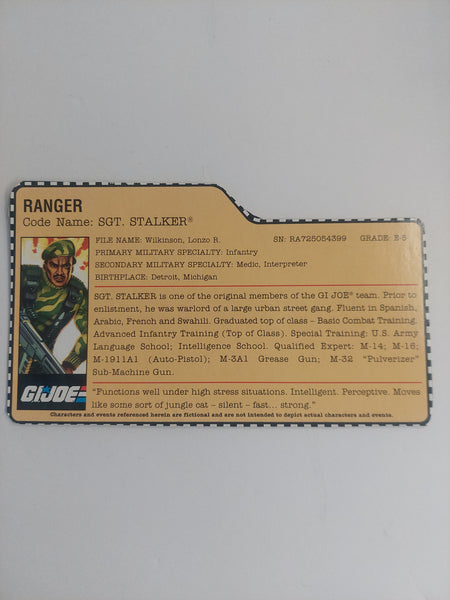 RANGER
Code Name: SGT. STALKER®
FILE NAME: Wilkinson, Lonzo R. SN: RA725054399 GRADE: E-5
PRIMARY MILITARY SPECIALTY: Infantry
SECONDARY MILITARY SPECIALTY: Medic, Interpreter
BIRTHPLACE: Detroit, Michigan
SGT. STALKER is one of the original members of the GI JOE® team. Prior to
enlistment, he was warlord of a large urban street gang. Fluent in Spanish,
Arabic, French and Swahili. Graduated top of class – Basic Combat Training.
Advanced Infantry Training (Top of Class). Special Training: U.S. Army
Language School; Intelligence School. Qualified Expert: M-14; M-16;
M-1911A1 (Auto-Pistol); M-3A1 Grease Gun; M-32 "Pulverizer"
Sub-Machine Gun.
"Functions well under high stress situations. Intelligent. Perceptive. Moves
like some sort of jungle cat – silent – fast... strong."
GI JOE
Characters and events referenced herein are fictional and are not intended to depict actual characters and events.